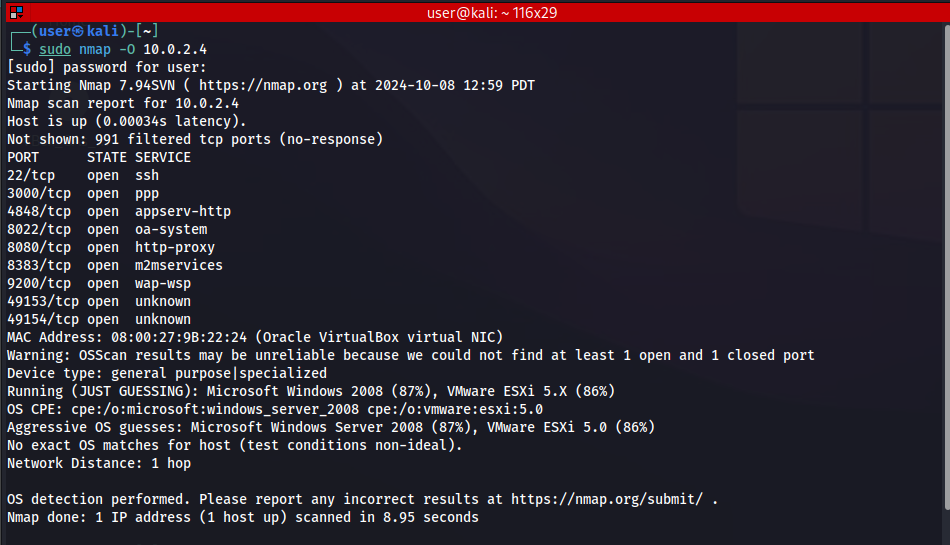 user@kali: ~ 116x29
┌──(user㉿kali)-[~]
└─$ sudo nmap -O 10.0.2.4
[sudo] password for user:
Starting Nmap 7.94SVN ( https://nmap.org ) at 2024-10-08 12:59 PDT
Nmap scan report for 10.0.2.4
Host is up (0.00034s latency).
Not shown: 991 filtered tcp ports (no-response)
PORT      STATE SERVICE
22/tcp    open  ssh
3000/tcp  open  ppp
4848/tcp  open  appserv-http
8022/tcp  open  oa-system
8080/tcp  open  http-proxy
8383/tcp  open  m2mservices
9200/tcp  open  wap-wsp
49153/tcp open  unknown
49154/tcp open  unknown
MAC Address: 08:00:27:9B:22:24 (Oracle VirtualBox virtual NIC)
Warning: OSScan results may be unreliable because we could not find at least 1 open and 1 closed port
Device type: general purpose|specialized
Running (JUST GUESSING): Microsoft Windows 2008 (87%), VMware ESXi 5.X (86%)
OS CPE: cpe:/o:microsoft:windows_server_2008 cpe:/o:vmware:esxi:5.0
Aggressive OS guesses: Microsoft Windows Server 2008 (87%), VMware ESXi 5.0 (86%)
No exact OS matches for host (test conditions non-ideal).
Network Distance: 1 hop
OS detection performed. Please report any incorrect results at https://nmap.org/submit/ .
Nmap done: 1 IP address (1 host up) scanned in 8.95 seconds